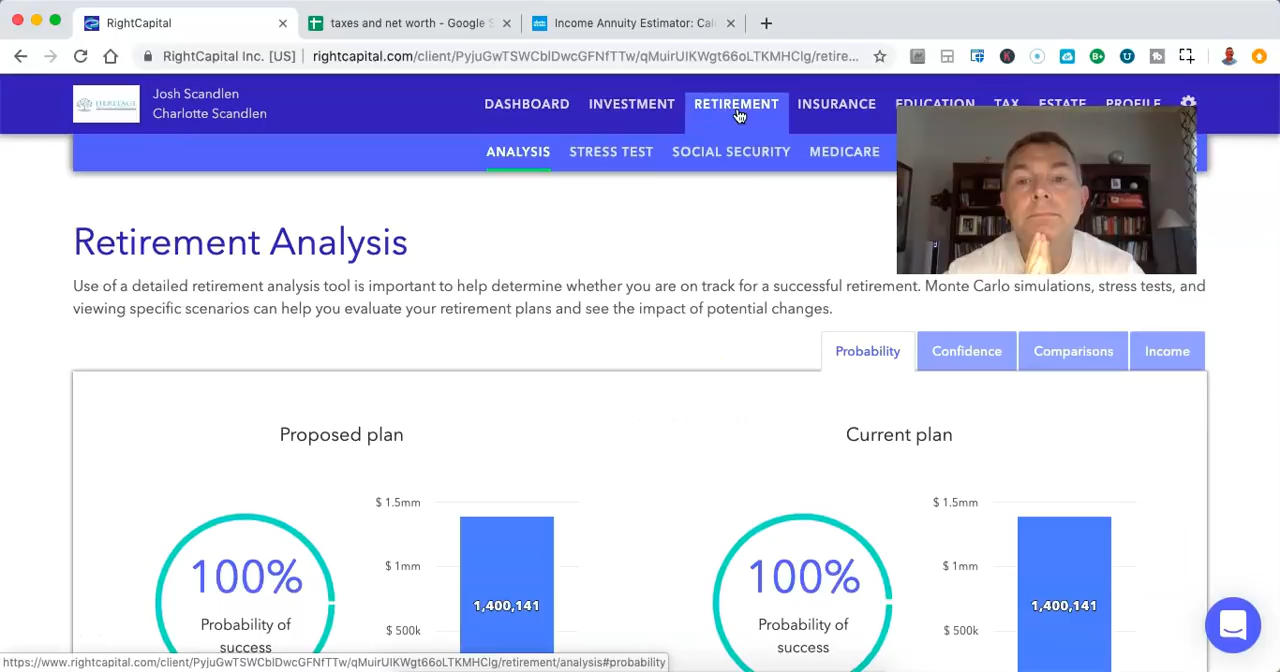 RightCapital
taxes and net worth - Google S
Income Annuity Estimator: Cal
RightCapital Inc. [US]
rightcapital.com/client/PyjuGwTSWCblDwcGFNfTTw/qMuirUIKWgt66oLTKMHClg/retire...
HERITAGE
Josh Scandlen
Charlotte Scandlen
DASHBOARD INVESTMENT RETIREMENT INSURANCE EDUCATION TAX ESTATE PROFILE
ANALYSIS STRESS TEST SOCIAL SECURITY MEDICARE
Retirement Analysis
Use of a detailed retirement analysis tool is important to help determine whether you are on track for a successful retirement. Monte Carlo simulations, stress tests, and
viewing specific scenarios can help you evaluate your retirement plans and see the impact of potential changes.
Probability Confidence Comparisons Income
Proposed plan
Current plan
$ 1.5mm
$ 1mm
$ 500k
100%
Probability of
success
1,400,141
$ 1.5mm
$ 1mm
$ 500k
100%
Probability of
success
1,400,141
https://www.rightcapital.com/client/PyjuGwTSWCblDwcGFNfTTw/qMuirUIKWgt66oLTKMHClg/retirement/analysis#probability